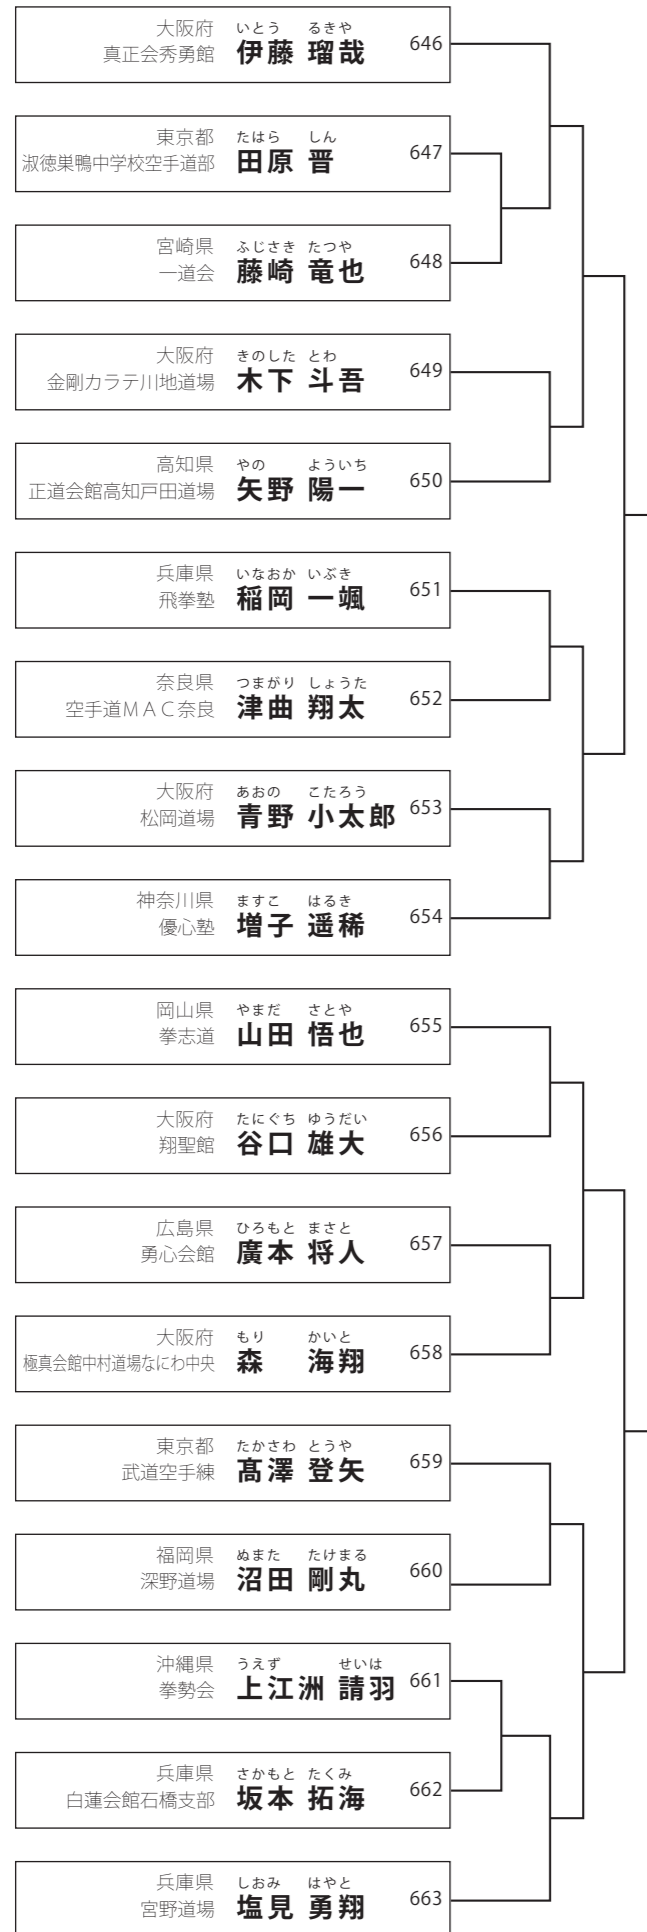 大阪府
真正会秀勇館
いとう るきや
伊藤 瑠哉
646
東京都
淑徳巣鴨中学校空手道部
たはら しん
田原 晋
647
宮崎県
一道会
ふじさき たつや
藤崎 竜也
648
大阪府
金剛カラテ川地道場
きのした とわ
木下 斗吾
649
高知県
正道会館高知戸田道場
やの よういち
矢野 陽一
650
兵庫県
飛拳塾
いなおか いぶき
稲岡 一颯
651
奈良県
空手道MAC奈良
つまがり しょうた
津曲 翔太
652
大阪府
松岡道場
あおの こたろう
青野 小太郎
653
神奈川県
優心塾
ますこ はるき
増子 遥稀
654
岡山県
拳志道
やまだ さとや
山田 悟也
655
大阪府
翔聖館
たにぐち ゆうだい
谷口 雄大
656
広島県
勇心会館
ひろもと まさと
廣本 将人
657
大阪府
極真会館中村道場なにわ中央
もり かいと
森 海翔
658
東京都
武道空手練
たかさわ とうや
髙澤 登矢
659
福岡県
深野道場
ぬまた たけまる
沼田 剛丸
660
沖縄県
拳勢会
うえず せいは
上江洲 請羽
661
兵庫県
白蓮会館石橋支部
さかもと たくみ
坂本 拓海
662
兵庫県
宮野道場
しおみ はやと
塩見 勇翔
663